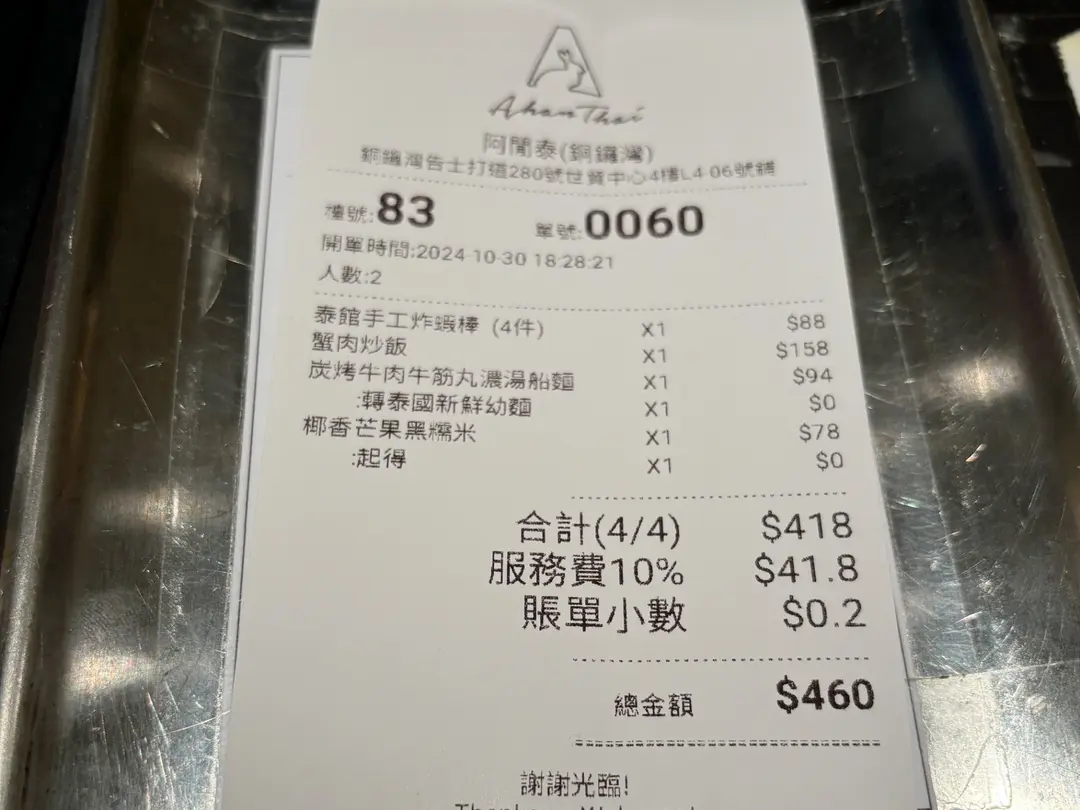 Ahan Thai
阿閒泰(銅鑼灣)
銅鑼灣告士打道280號世貿中心4樓L4-06號舖
檯號:83 單號:0060
開單時間:2024-10-30 18:28:21
人數:2
泰館手工炸蝦棒 (4件) X1 $88
蟹肉炒飯 X1 $158
炭烤牛肉牛筋丸濃湯船麵 X1 $94
:轉泰國新鮮幼麵 X1 $0
椰香芒果黑糯米 X1 $78
:起得 X1 $0
合計(4/4) $418
服務費10% $41.8
賬單小數 $0.2
總金額 $460
謝謝光臨!